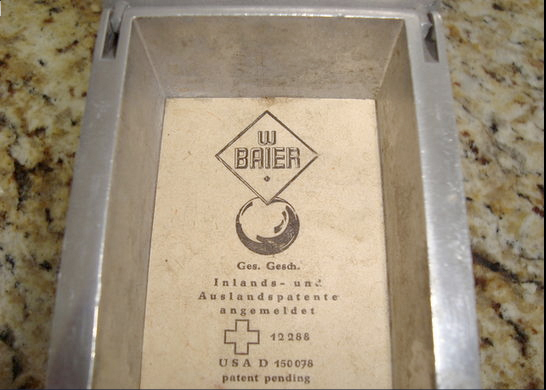 W
BAIER
Ges. Gesch.
Inlands- und
Auslandspatente
angemeldet
12288
USA D 150078
patent pending